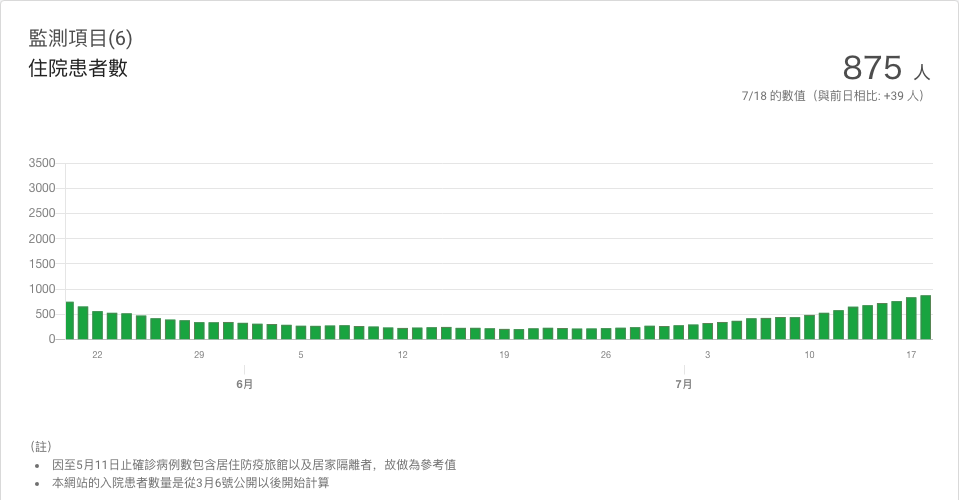 監測項目(6)
住院患者數
875 人
7/18 的數值（與前日相比: +39 人）
3500
3000
2500
2000
1500
1000
500
0
22 29 5 12 19 26 3 10 17
6月 7月
（註）
• 因至5月11日止確診病例數包含居住防疫旅館以及居家隔離者，故做為參考值
• 本網站的入院患者數量是從3月6號公開以後開始計算